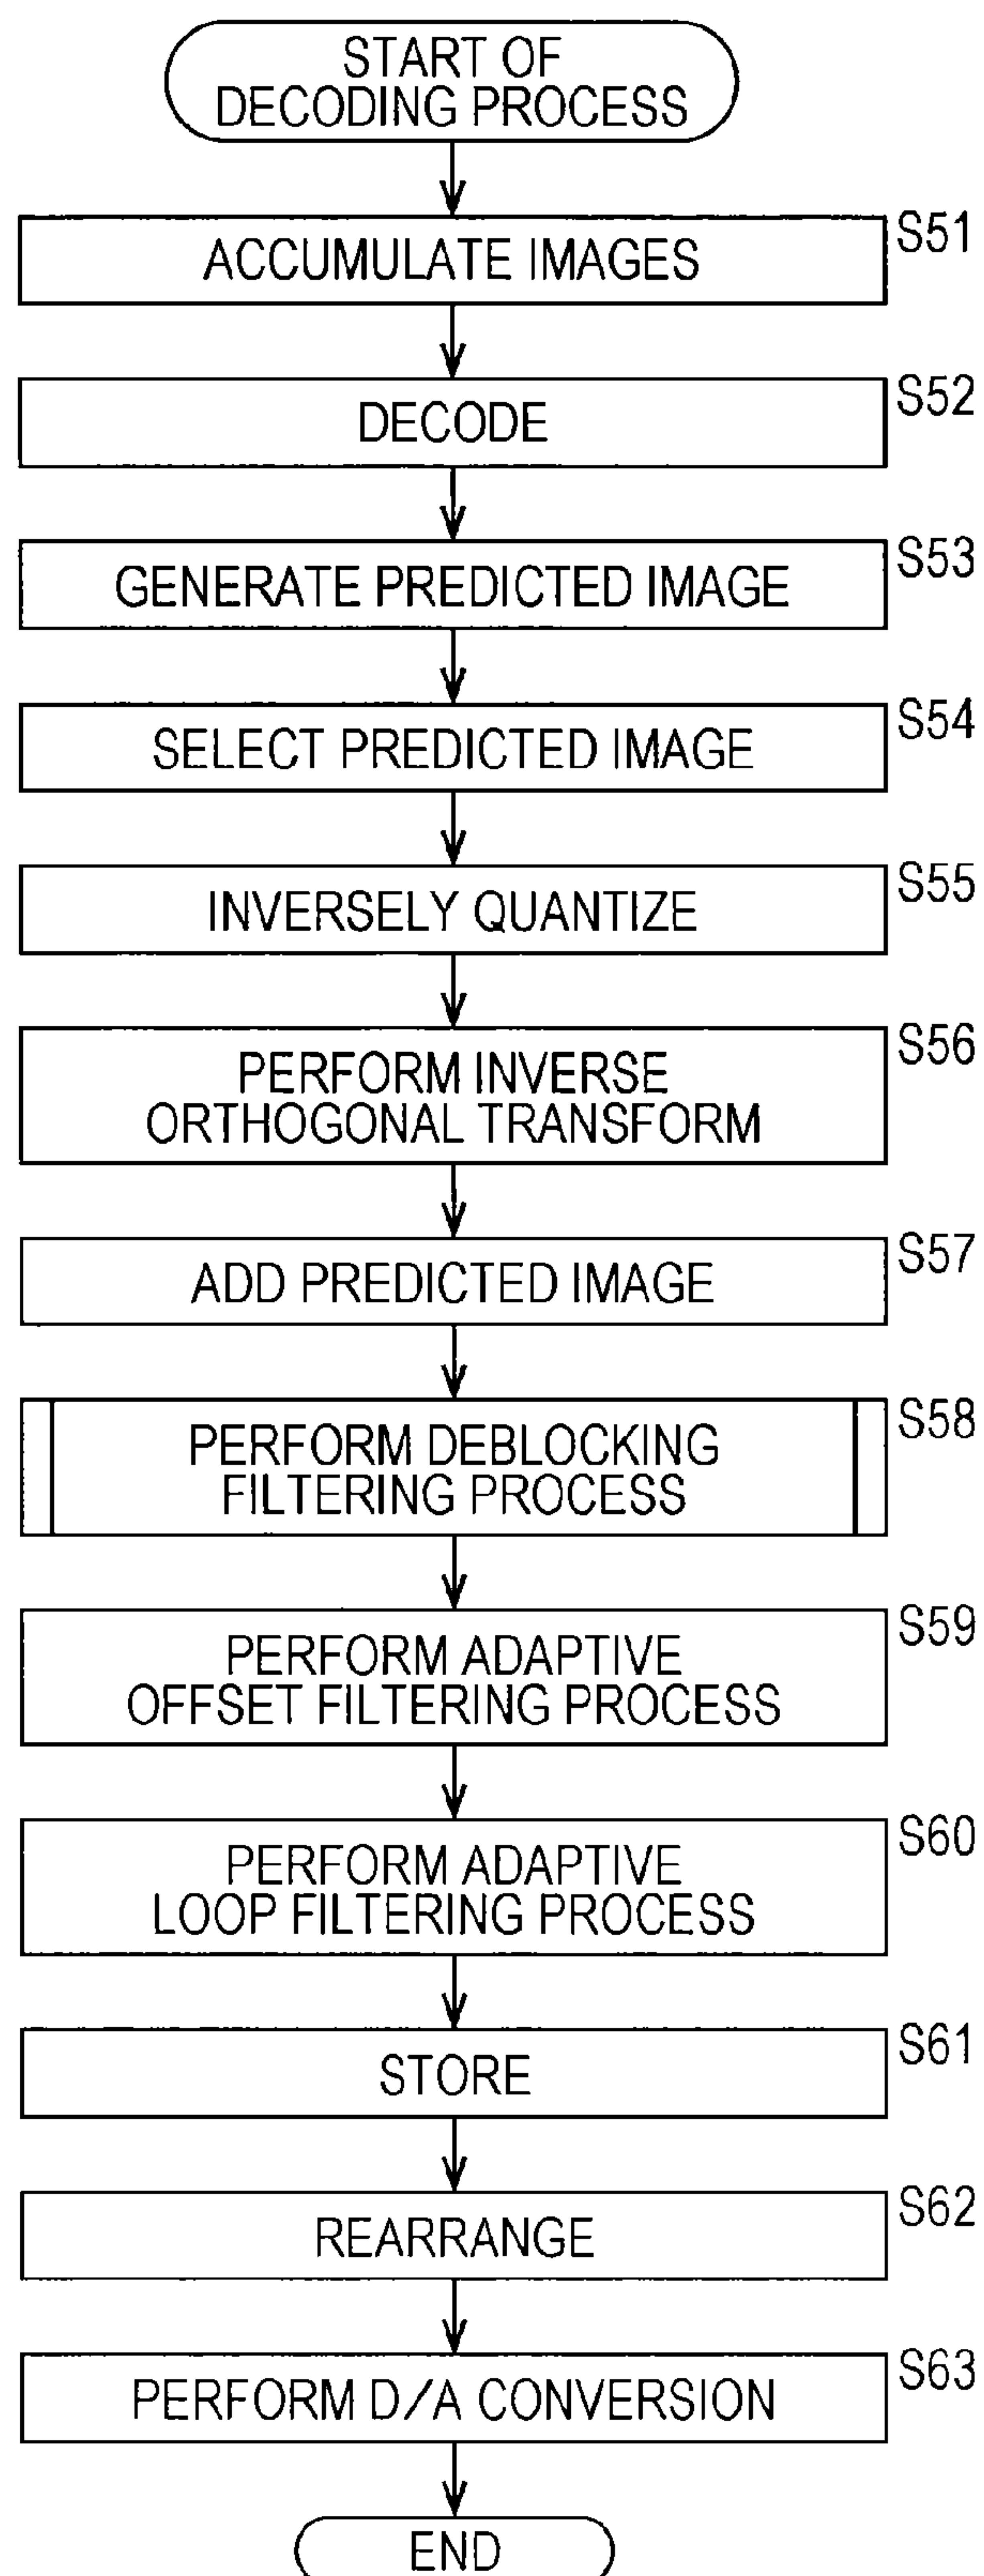 START OF
DECODING PROCESS
S51
ACCUMULATE IMAGES
S52
DECODE
S53
GENERATE PREDICTED IMAGE
S54
SELECT PREDICTED IMAGE
S55
INVERSELY QUANTIZE
S56
PERFORM INVERSE
ORTHOGONAL TRANSFORM
S57
ADD PREDICTED IMAGE
S58
PERFORM DEBLOCKING
FILTERING PROCESS
S59
PERFORM ADAPTIVE
OFFSET FILTERING PROCESS
S60
PERFORM ADAPTIVE
LOOP FILTERING PROCESS
S61
STORE
S62
REARRANGE
S63
PERFORM D/A CONVERSION
END